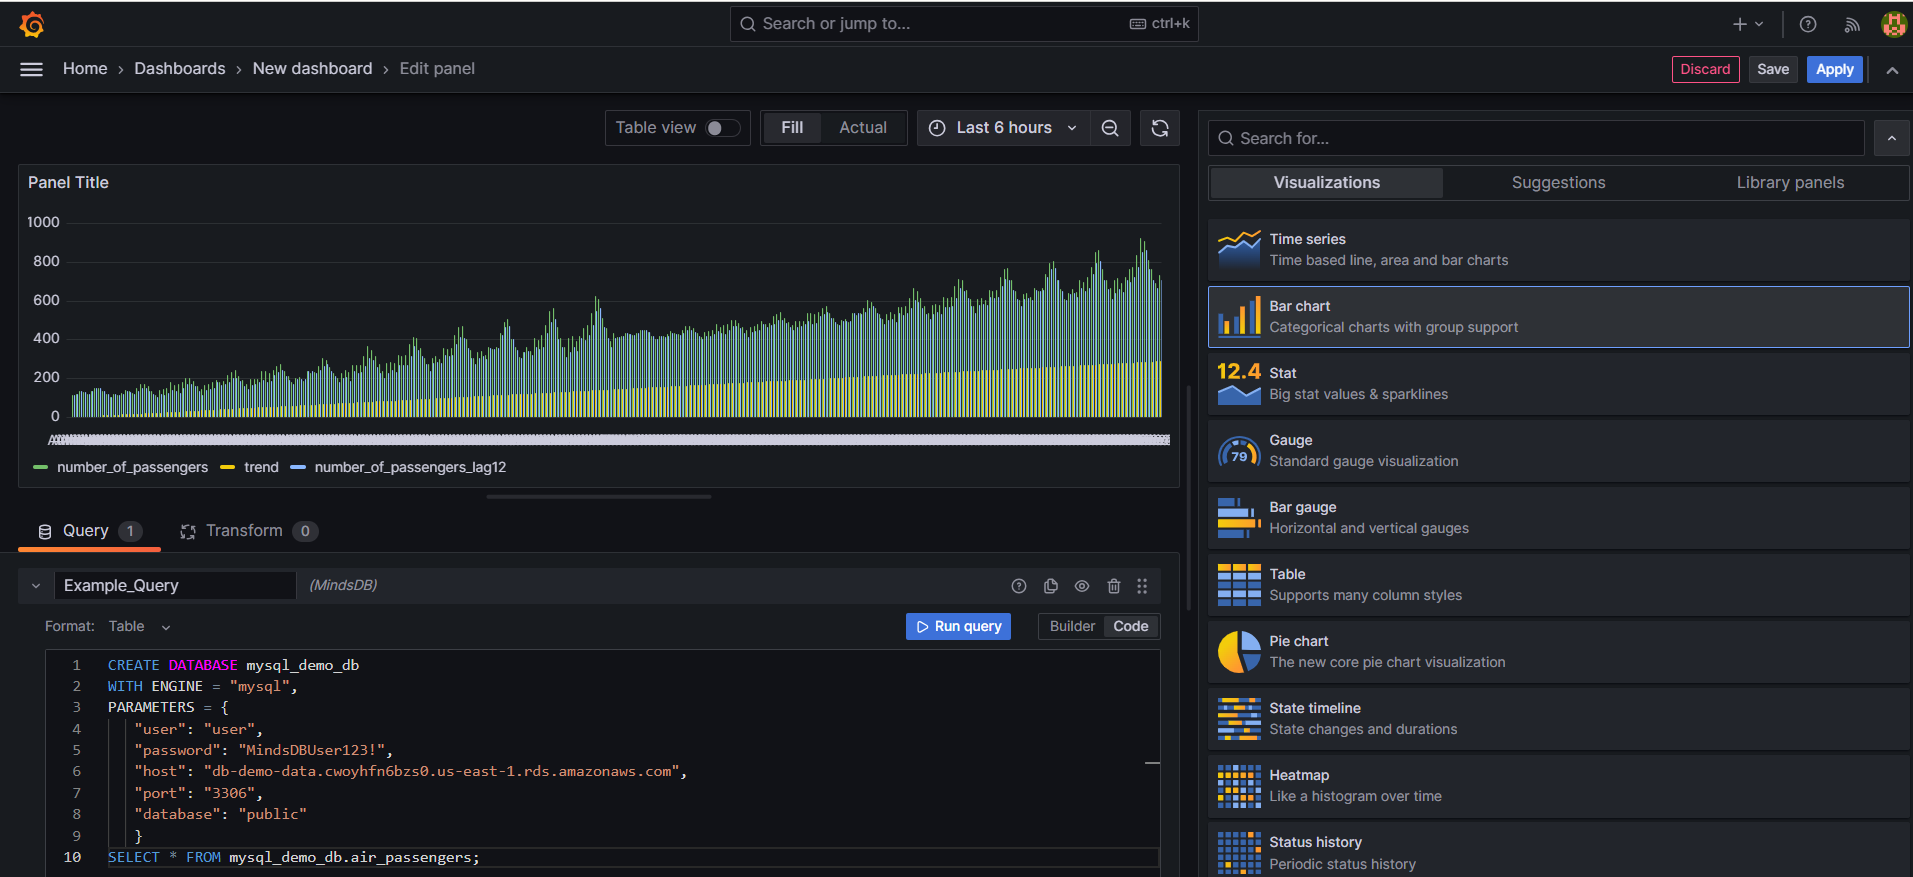 Search or jump to... ctrl+k
Home › Dashboards › New dashboard › Edit panel
Discard Save Apply
Table view Fill Actual Last 6 hours
Panel Title
1000
800
600
400
200
0
number_of_passengers trend number_of_passengers_lag12
Query 1 Transform 0
Example_Query (MindsDB)
Format: Table Run query Builder Code
1 CREATE DATABASE mysql_demo_db
2 WITH ENGINE = "mysql",
3 PARAMETERS = {
4 "user": "user",
5 "password": "MindsDBUser123!",
6 "host": "db-demo-data.cwoyhfn6bzs0.us-east-1.rds.amazonaws.com",
7 "port": "3306",
8 "database": "public"
9 }
10 SELECT * FROM mysql_demo_db.air_passengers;
Search for...
Visualizations Suggestions Library panels
Time series
Time based line, area and bar charts
Bar chart
Categorical charts with group support
12.4 Stat
Big stat values & sparklines
79 Gauge
Standard gauge visualization
Bar gauge
Horizontal and vertical gauges
Table
Supports many column styles
Pie chart
The new core pie chart visualization
State timeline
State changes and durations
Heatmap
Like a histogram over time
Status history
Periodic status history